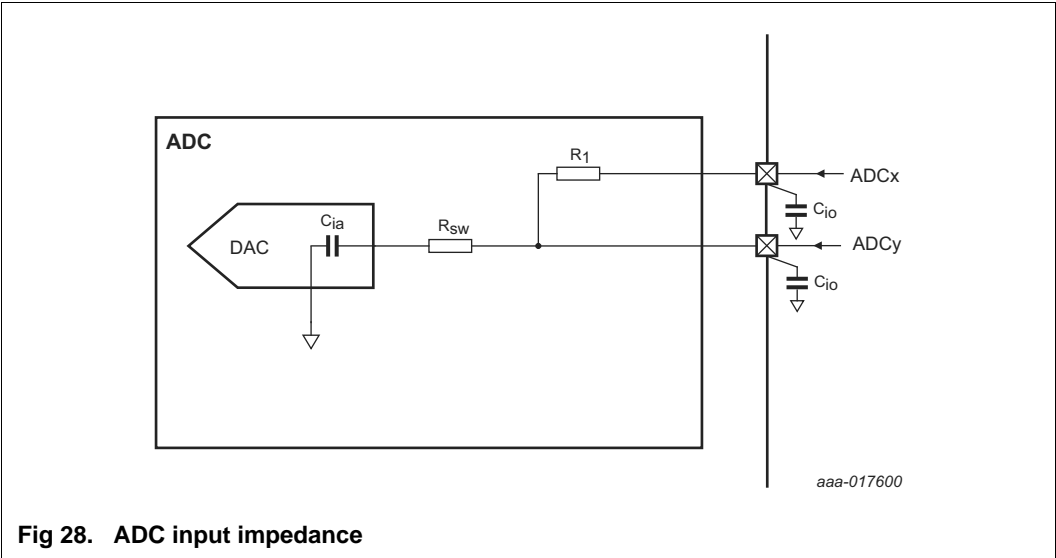 ADC
R1
ADCx
Cio
Cia
Rsw
DAC
ADCy
Cio
aaa-017600
Fig 28. ADC input impedance